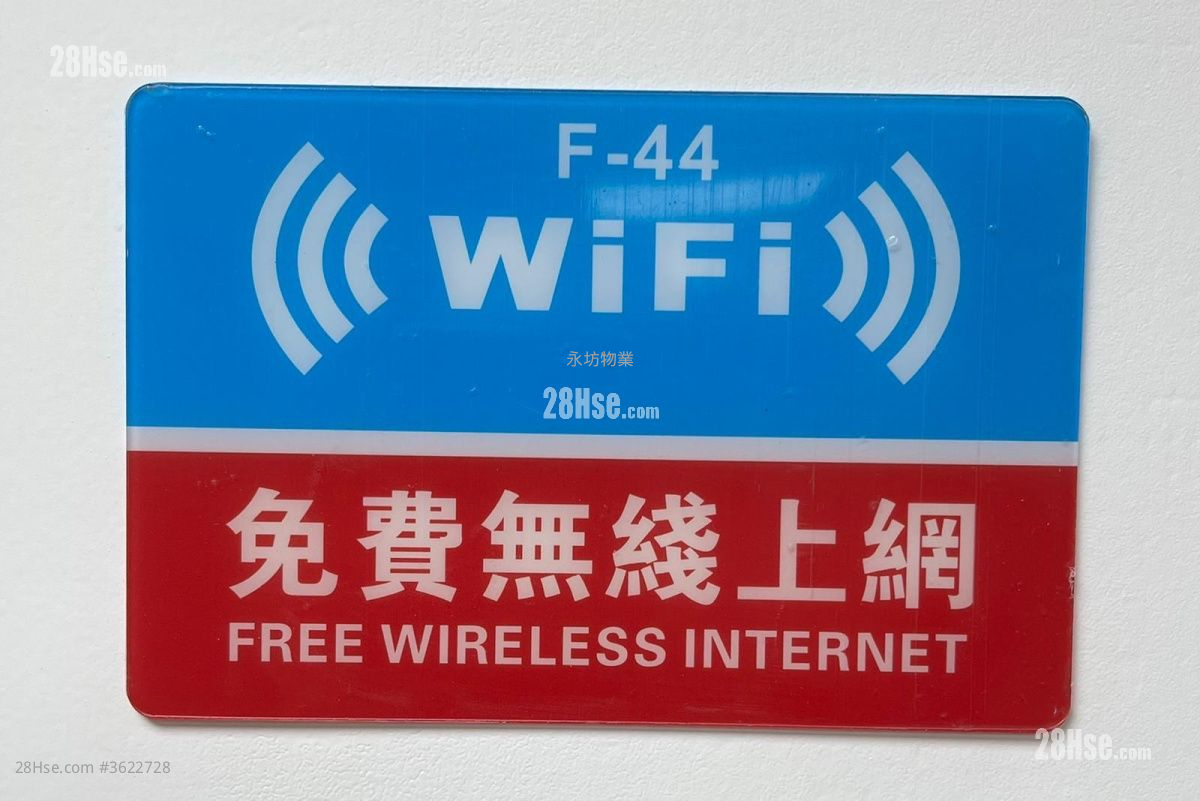 28Hse.com
F-44
WiFi
永坊物業
28Hse.com
免費無綫上網
FREE WIRELESS INTERNET
28Hse.com
28Hse.com #3622728